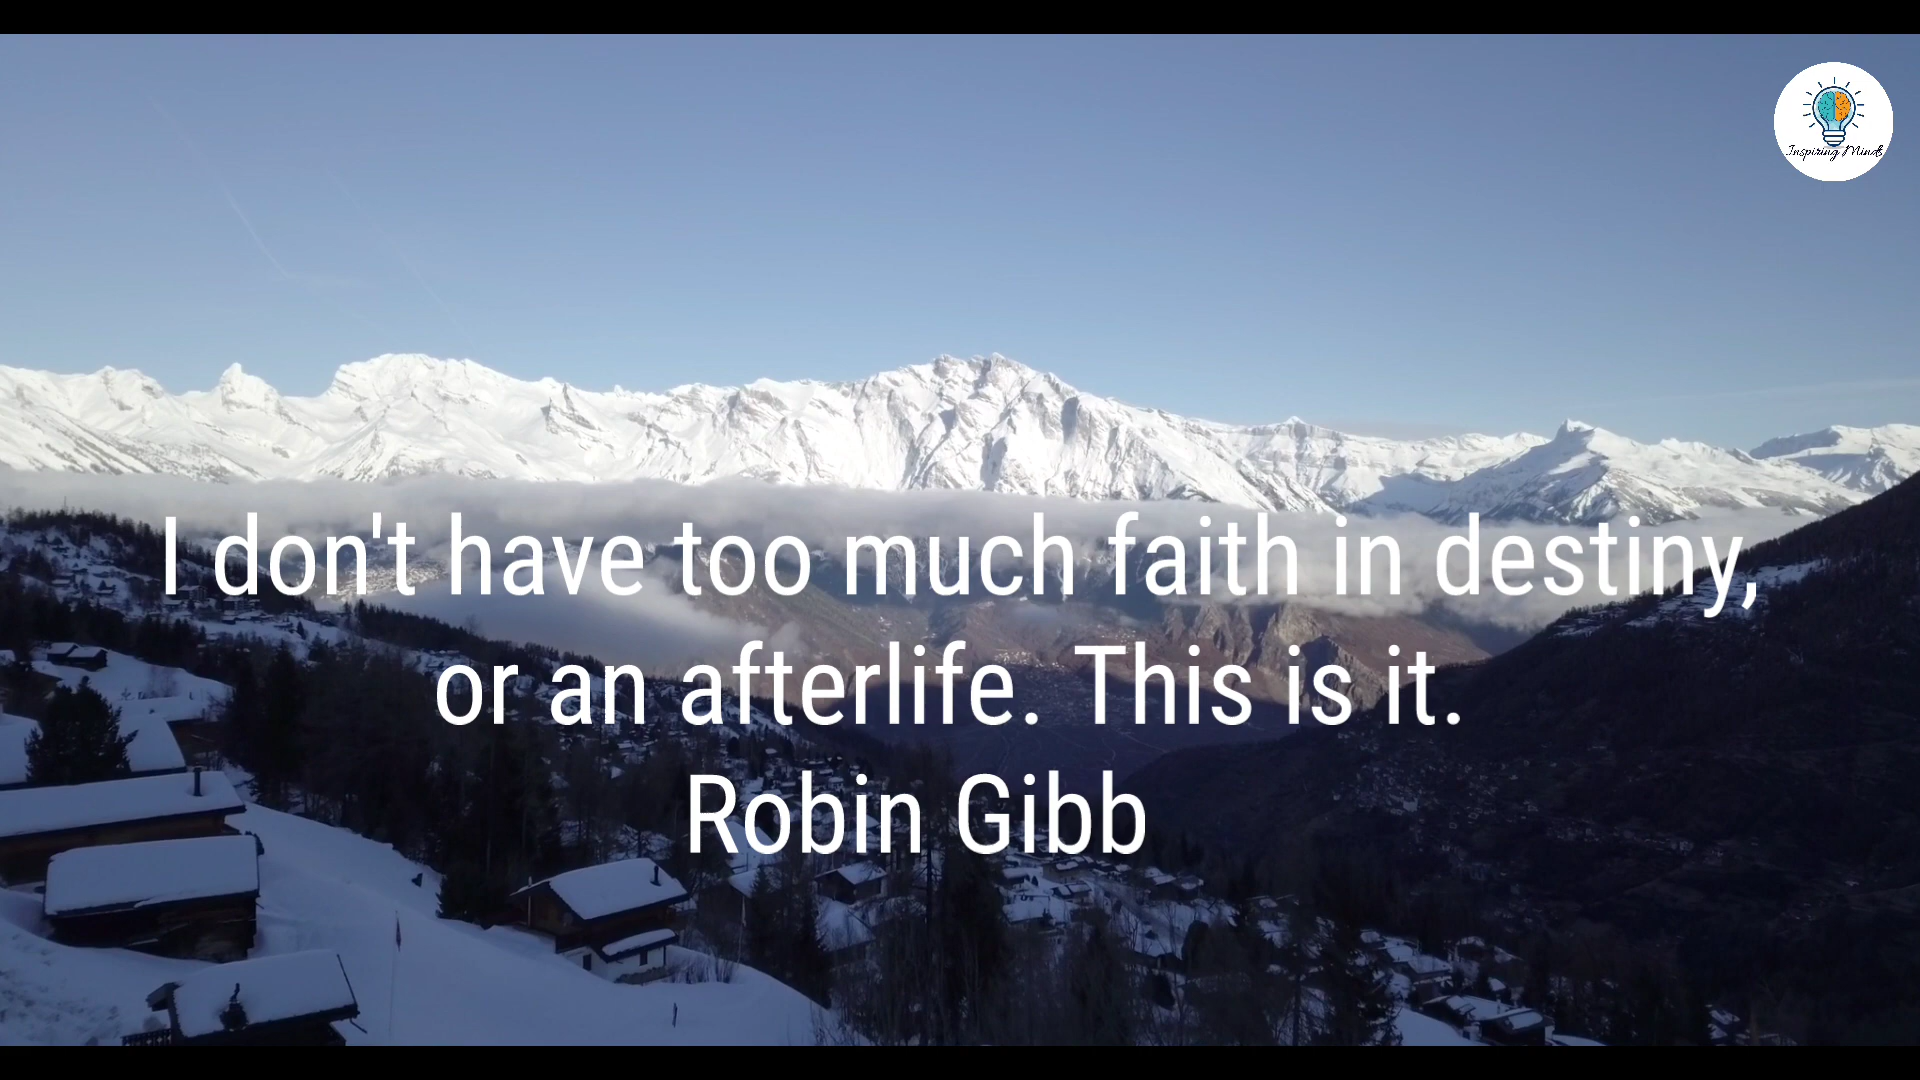 Inspiring Minds
I don't have too much faith in destiny,
or an afterlife. This is it.
Robin Gibb